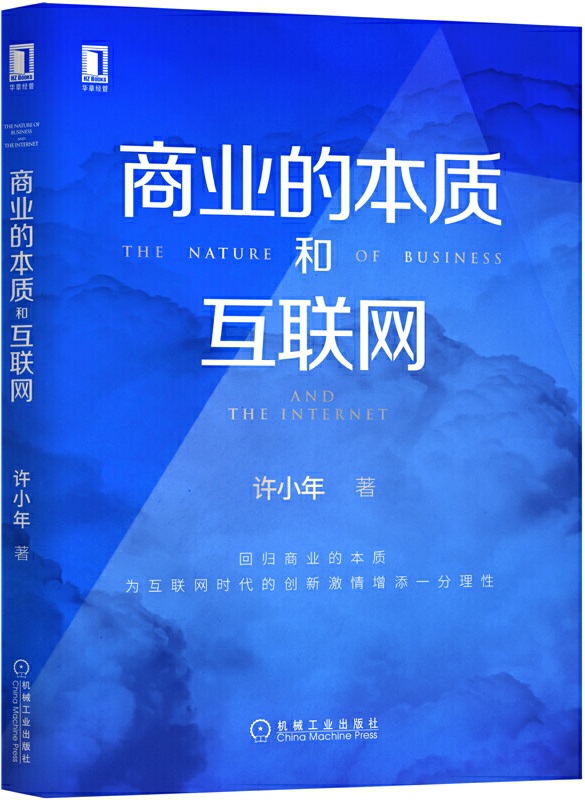 HZ BOOKS
华章经管
THE NATURE OF
BUSINESS
AND
THE INTERNET
商业的本质和互联网
许小年 著
机械工业出版社
China Machine Press
HZ BOOKS
华章经管
商业的本质
THE NATURE 和 OF BUSINESS
互联网
AND
THE INTERNET
许小年 著
回归商业的本质
为互联网时代的创新激情增添一分理性
机械工业出版社
China Machine Press